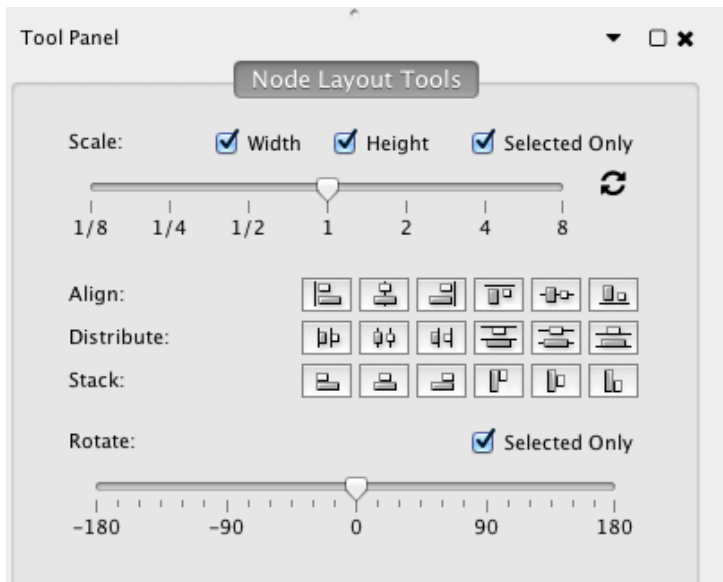 Tool Panel
Node Layout Tools
Scale: Width Height Selected Only
1/8 1/4 1/2 1 2 4 8
Align:
Distribute:
Stack:
Rotate: Selected Only
-180 -90 0 90 180